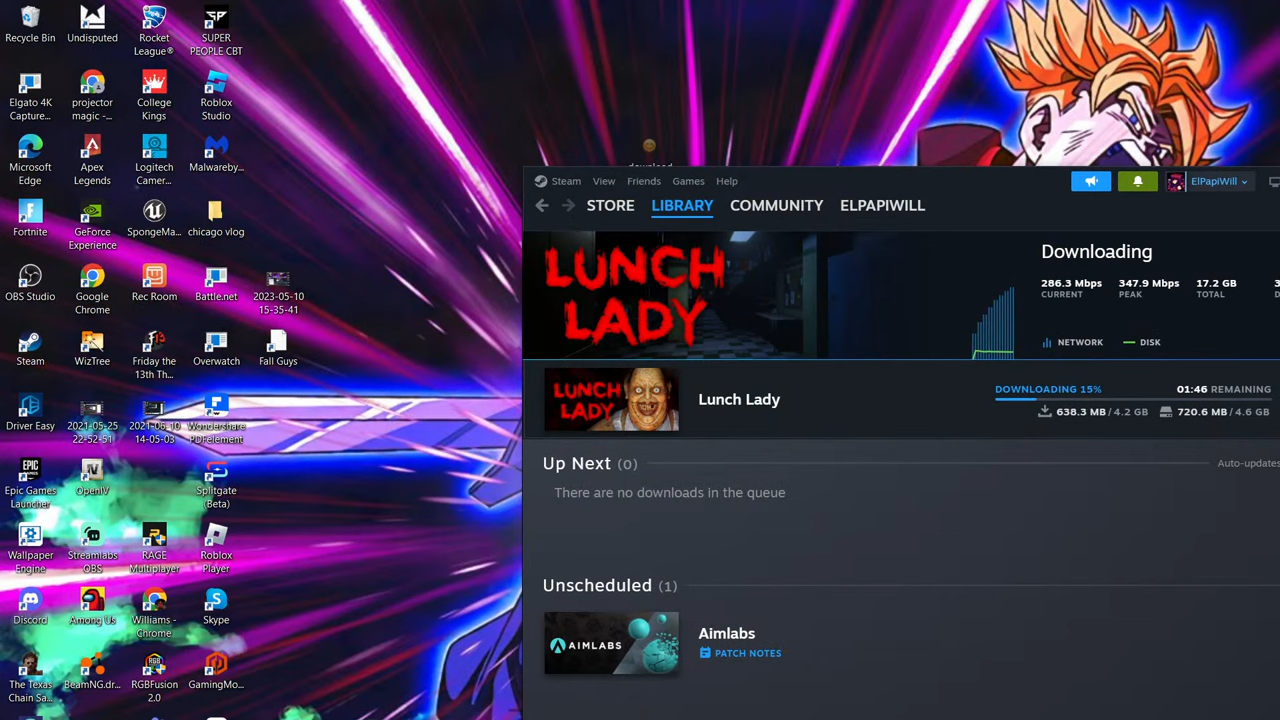 Recycle Bin
Undisputed
Rocket
League®
SUPER
PEOPLE CBT
Elgato 4K
Capture...
projector
magic -...
College
Kings
Roblox
Studio
Microsoft
Edge
Apex
Legends
Logitech
Camer...
Malwareby...
Fortnite
GeForce
Experience
SpongeMa...
chicago vlog
OBS Studio
Google
Chrome
Rec Room
Battle.net
2023-05-10
15-35-41
Steam
WizTree
Friday the
13th Th...
Overwatch
Fall Guys
Driver Easy
2021-05-25
22-52-51
2021-06-10
14-05-03
Wondershare
PDFelement
Epic Games
Launcher
OpenIV
Splitgate
(Beta)
Wallpaper
Engine
Streamlabs
OBS
RAGE
Multiplayer
Roblox
Player
Discord
Among Us
Williams -
Chrome
Skype
The Texas
Chain Sa...
BeamNG.dr...
RGBFusion
2.0
GamingMo...
Steam View Friends Games Help
ElPapiWill
STORE LIBRARY COMMUNITY ELPAPIWILL
LUNCH
LADY
Downloading
286.3 Mbps 347.9 Mbps 17.2 GB
CURRENT PEAK TOTAL
NETWORK DISK
LUNCH
LADY
Lunch Lady
DOWNLOADING 15% 01:46 REMAINING
638.3 MB / 4.2 GB 720.6 MB / 4.6 GB
Up Next (0)
Auto-updates
There are no downloads in the queue
Unscheduled (1)
AIMLABS
Aimlabs
PATCH NOTES